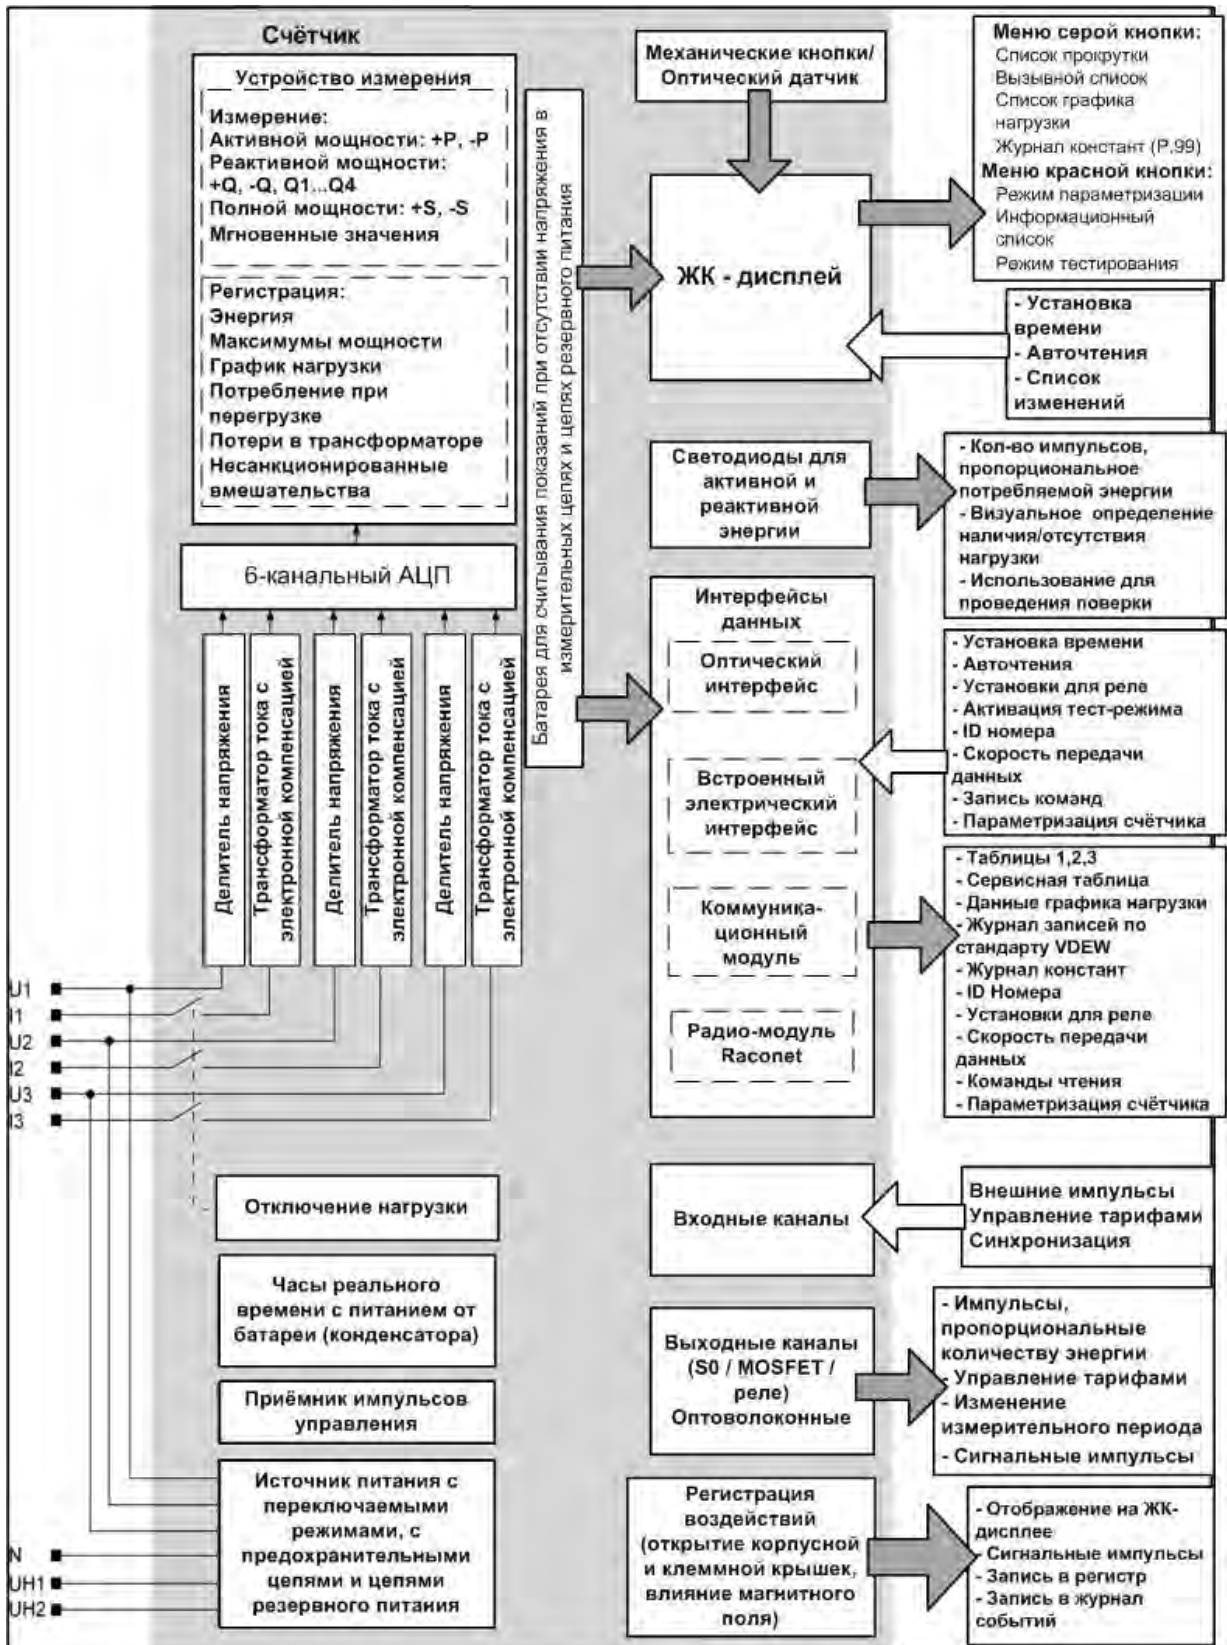 Счётчик
Устройство измерения
Измерение:
Активной мощности: +P, -P
Реактивной мощности:
+Q, -Q, Q1...Q4
Полной мощности: +S, -S
Мгновенные значения
Регистрация:
Энергия
Максимумы мощности
График нагрузки
Потребление при
перегрузке
Потери в трансформаторе
Несанкционированные
вмешательства
6-канальный АЦП
Делитель напряжения
Трансформатор тока с
электронной компенсацией
Делитель напряжения
Трансформатор тока с
электронной компенсацией
Делитель напряжения
Трансформатор тока с
электронной компенсацией
Батарея для считывания показаний при отсутствии напряжения в
измерительных цепях и цепях резервного питания
U1
I1
U2
I2
U3
I3
Отключение нагрузки
Часы реального
времени с питанием от
батареи (конденсатора)
Приёмник импульсов
управления
Источник питания с
переключаемыми
режимами, с
предохранительными
цепями и цепями
резервного питания
N
UH1
UH2
Механические кнопки/
Оптический датчик
ЖК - дисплей
Меню серой кнопки:
Список прокрутки
Вызывной список
Список графика
нагрузки
Журнал констант (P.99)
Меню красной кнопки:
Режим параметризации
Информационный
список
Режим тестирования
- Установка
времени
- Авточтения
- Список
изменений
Светодиоды для
активной и
реактивной
энергии
- Кол-во импульсов,
пропорциональное
потребляемой энергии
- Визуальное определение
наличия/отсутствия
нагрузки
- Использование для
проведения поверки
Интерфейсы
данных
Оптический
интерфейс
Встроенный
электрический
интерфейс
Коммуника-
ционный
модуль
Радио-модуль
Raconet
- Установка времени
- Авточтения
- Установки для реле
- Активация тест-режима
- ID номера
- Скорость передачи
данных
- Запись команд
- Параметризация счётчика
- Таблицы 1,2,3
- Сервисная таблица
- Данные графика нагрузки
- Журнал записей по
стандарту VDEW
- Журнал констант
- ID Номера
- Установки для реле
- Скорость передачи
данных
- Команды чтения
- Параметризация счётчика
Входные каналы
Внешние импульсы
Управление тарифами
Синхронизация
Выходные каналы
(S0 / MOSFET /
реле)
Оптоволоконные
- Импульсы,
пропорциональные
количеству энергии
- Управление тарифами
- Изменение
измерительного периода
- Сигнальные импульсы
Регистрация
воздействий
(открытие корпусной
и клеммной крышек,
влияние магнитного
поля)
- Отображение на ЖК-
дисплее
- Сигнальные импульсы
- Запись в регистр
- Запись в журнал
событий